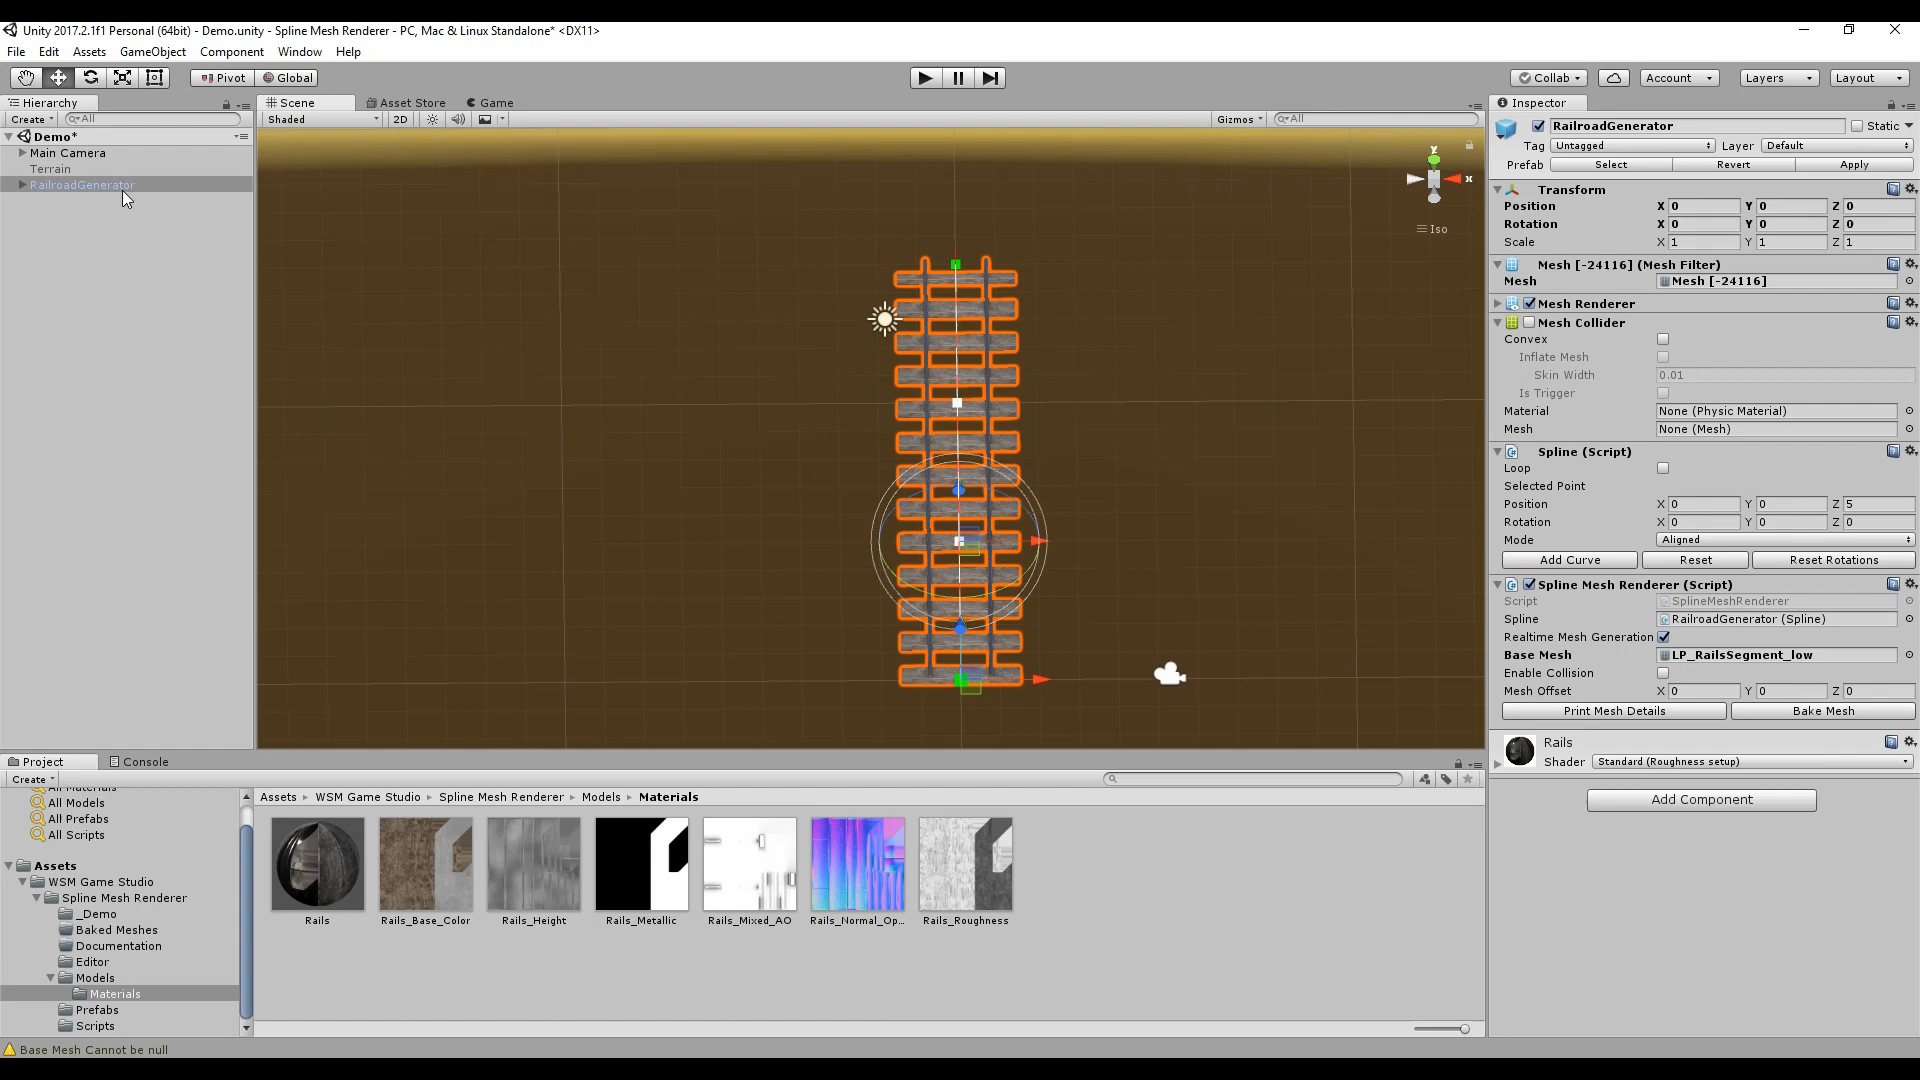 Unity 2017.2.1f1 Personal (64bit) - Demo.unity - Spline Mesh Renderer - PC, Mac & Linux Standalone* <DX11>
File Edit Assets GameObject Component Window Help
Pivot Global Collab Account Layers Layout
Hierarchy
Create All
Demo*
Main Camera
Terrain
RailroadGenerator
Scene Asset Store Game
Shaded 2D Gizmos All
y
x
Iso
Inspector
RailroadGenerator Static
Tag Untagged Layer Default
Prefab Select Revert Apply
Transform
Position X 0 Y 0 Z 0
Rotation X 0 Y 0 Z 0
Scale X 1 Y 1 Z 1
Mesh [-24116] (Mesh Filter)
Mesh Mesh [-24116]
Mesh Renderer
Mesh Collider
Convex
Inflate Mesh
Skin Width 0.01
Is Trigger
Material None (Physic Material)
Mesh None (Mesh)
Spline (Script)
Loop
Selected Point
Position X 0 Y 0 Z 5
Rotation X 0 Y 0 Z 0
Mode Aligned
Add Curve Reset Reset Rotations
Spline Mesh Renderer (Script)
Script SplineMeshRenderer
Spline RailroadGenerator (Spline)
Realtime Mesh Generation
Base Mesh LP_RailsSegment_low
Enable Collision
Mesh Offset X 0 Y 0 Z 0
Print Mesh Details Bake Mesh
Rails
Shader Standard (Roughness setup)
Add Component
Project Console
Create
All Materials
All Models
All Prefabs
All Scripts
Assets
WSM Game Studio
Spline Mesh Renderer
_Demo
Baked Meshes
Documentation
Editor
Models
Materials
Prefabs
Scripts
Assets WSM Game Studio Spline Mesh Renderer Models Materials
Rails Rails_Base_Color Rails_Height Rails_Metallic Rails_Mixed_AO Rails_Normal_Op... Rails_Roughness
Base Mesh Cannot be null